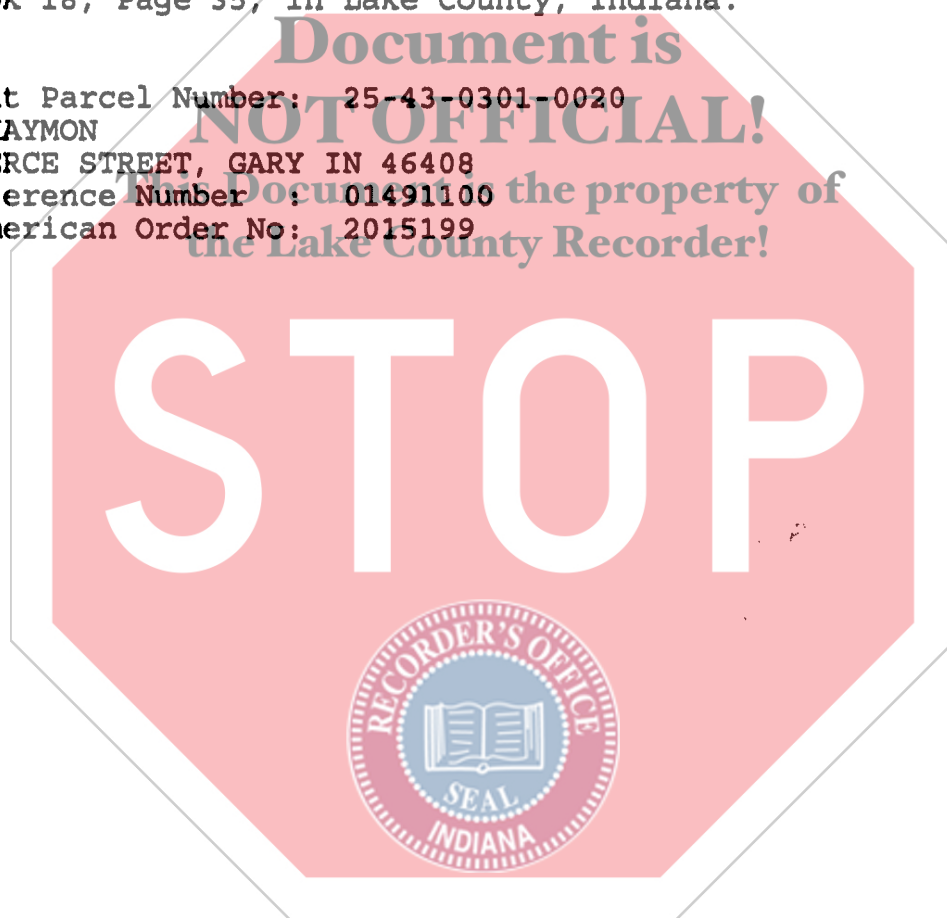 18, Page 35, in Lake County, Indiana.
Document is
t Parcel Number: 25-43-0301-0020
AYMON
NOT OFFICIAL!
RCE STREET, GARY IN 46408
This Document is the property of
erence Number : 01491100
erican Order No: 2015199
the Lake County Recorder!
STOP
RECORDER'S OFFICE
SEAL
INDIANA